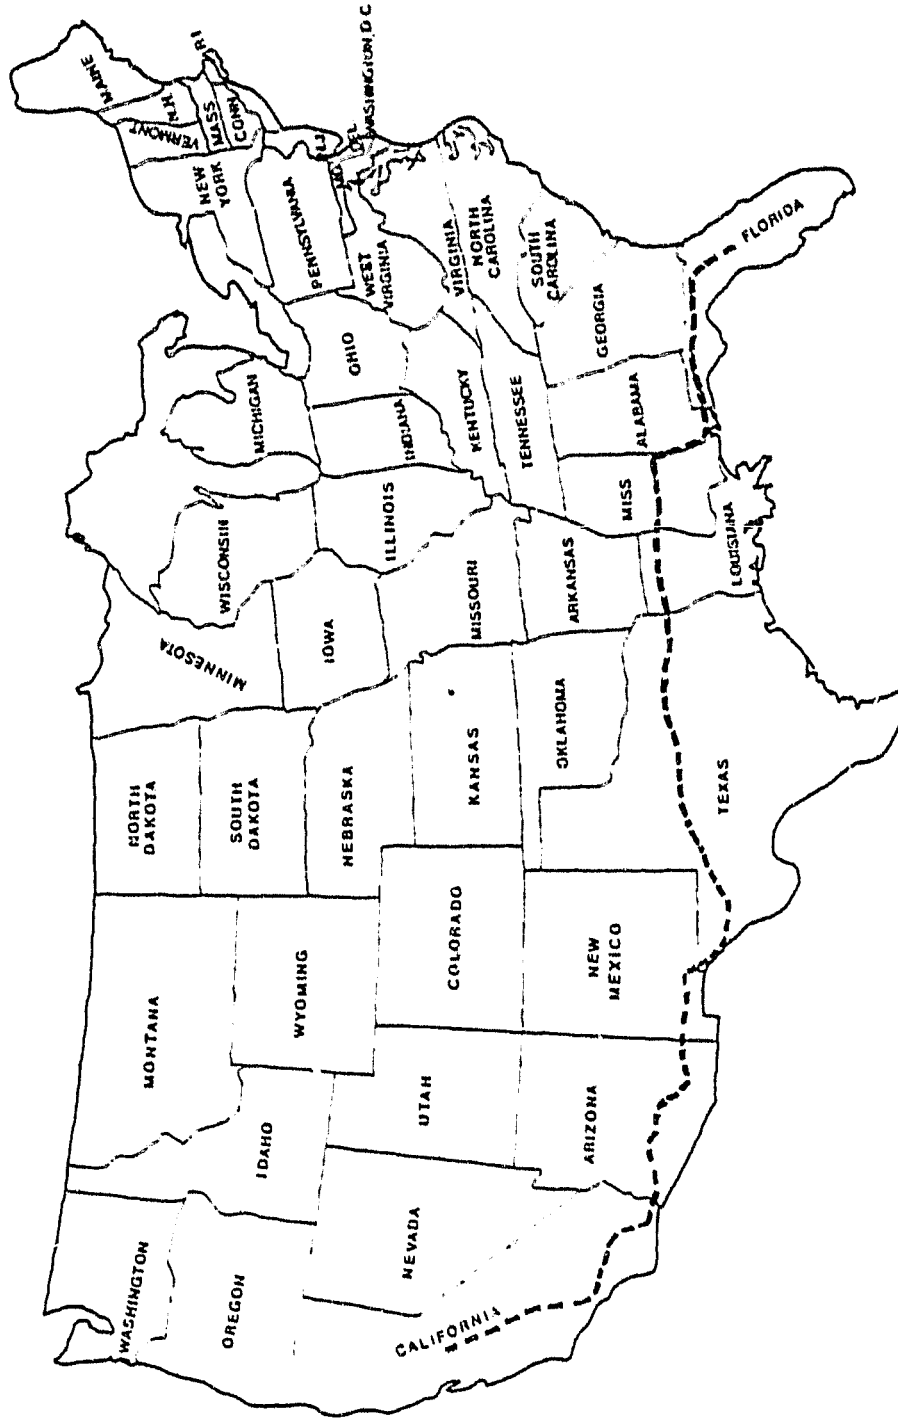 WASHINGTON
OREGON
CALIFORNIA
NEVADA
IDAHO
MONTANA
WYOMING
UTAH
ARIZONA
COLORADO
NEW
MEXICO
NORTH
DAKOTA
SOUTH
DAKOTA
NEBRASKA
KANSAS
OKLAHOMA
TEXAS
MINNESOTA
IOWA
MISSOURI
ARKANSAS
LOUISIANA
WISCONSIN
ILLINOIS
MICHIGAN
INDIANA
OHIO
KENTUCKY
TENNESSEE
MISS
ALABAMA
GEORGIA
FLORIDA
SOUTH
CAROLINA
NORTH
CAROLINA
VIRGINIA
WEST
VIRGINIA
PENNSYLVANIA
NEW
YORK
VERMONT
N.H.
MAINE
MASS
CONN.
RI
N.J.
DEL
MD.
WASHINGTON, D C